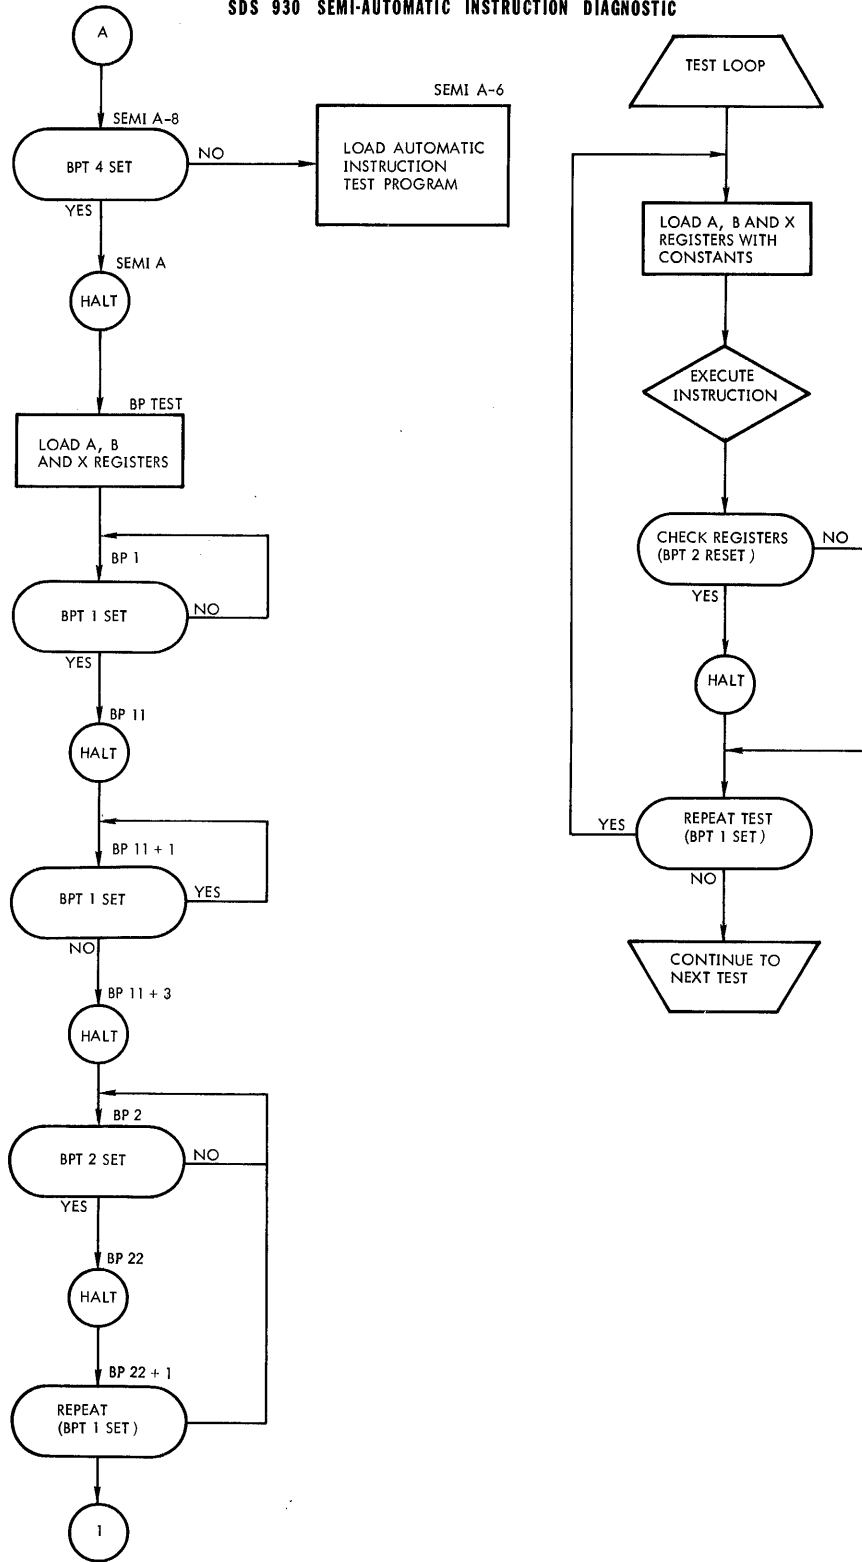 SDS 930 SEMI-AUTOMATIC INSTRUCTION DIAGNOSTIC
A
SEMI A-8
BPT 4 SET
NO
YES
SEMI A-6
LOAD AUTOMATIC
INSTRUCTION
TEST PROGRAM
SEMI A
HALT
BP TEST
LOAD A, B
AND X REGISTERS
BP 1
BPT 1 SET
NO
YES
BP 11
HALT
BP 11 + 1
BPT 1 SET
YES
NO
BP 11 + 3
HALT
BP 2
BPT 2 SET
NO
YES
BP 22
HALT
BP 22 + 1
REPEAT
(BPT 1 SET)
1
TEST LOOP
LOAD A, B AND X
REGISTERS WITH
CONSTANTS
EXECUTE
INSTRUCTION
CHECK REGISTERS
(BPT 2 RESET)
NO
YES
HALT
REPEAT TEST
(BPT 1 SET)
YES
NO
CONTINUE TO
NEXT TEST